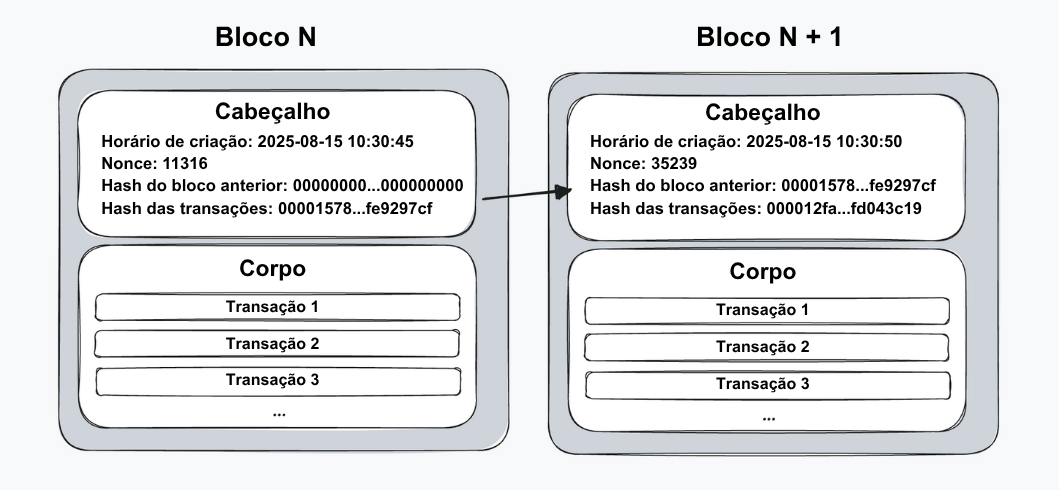 Bloco N
Cabeçalho
Horário de criação: 2025-08-15 10:30:45
Nonce: 11316
Hash do bloco anterior: 00000000...000000000
Hash das transações: 00001578...fe9297cf
Corpo
Transação 1
Transação 2
Transação 3
...
Bloco N + 1
Cabeçalho
Horário de criação: 2025-08-15 10:30:50
Nonce: 35239
Hash do bloco anterior: 00001578...fe9297cf
Hash das transações: 000012fa...fd043c19
Corpo
Transação 1
Transação 2
Transação 3
...